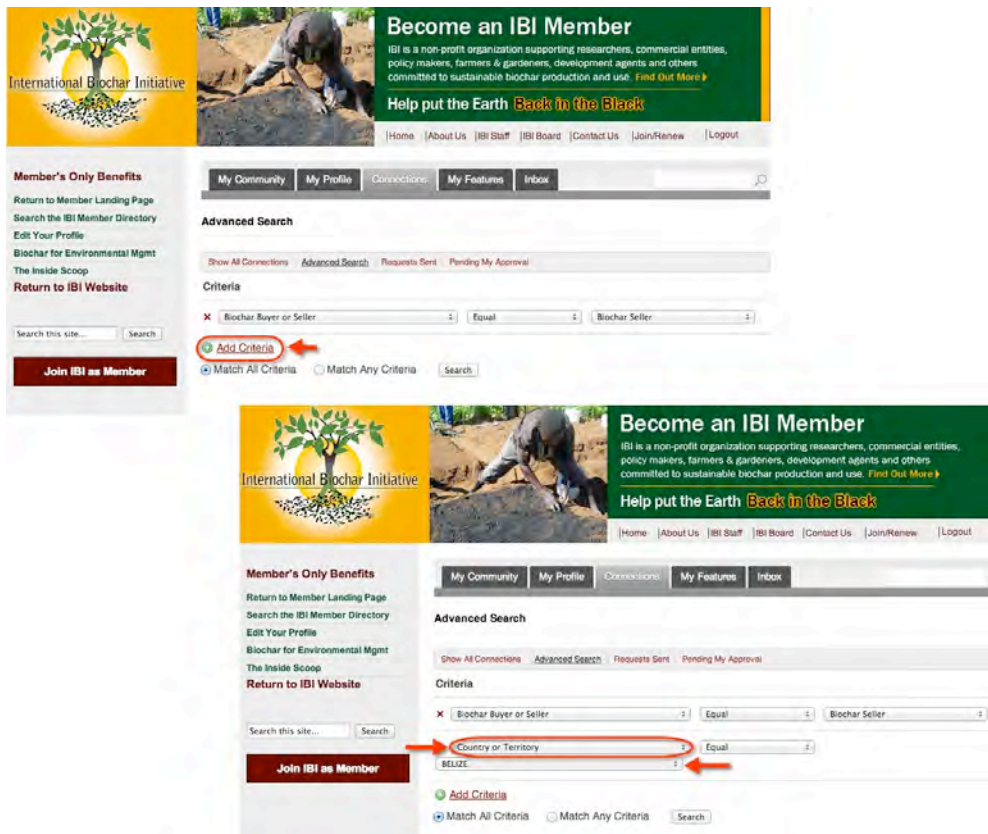 International Biochar Initiative
Become an IBI Member
IBI is a non-profit organization supporting researchers, commercial entities,
policy makers, farmers & gardeners, development agents and others
committed to sustainable biochar production and use. Find Out More
Help put the Earth Back in the Black
|Home |About Us |IBI Staff |IBI Board |Contact Us |Join/Renew |Logout
Member's Only Benefits
Return to Member Landing Page
Search the IBI Member Directory
Edit Your Profile
Biochar for Environmental Mgmt
The Inside Scoop
Return to IBI Website
Search this site... Search
Join IBI as Member
My Community My Profile Connections My Features Inbox
Advanced Search
Show All Connections Advanced Search Requests Sent Pending My Approval
Criteria
X Biochar Buyer or Seller Equal Biochar Seller
Add Criteria
Match All Criteria Match Any Criteria Search
International Biochar Initiative
Become an IBI Member
IBI is a non-profit organization supporting researchers, commercial entities,
policy makers, farmers & gardeners, development agents and others
committed to sustainable biochar production and use. Find Out More
Help put the Earth Back in the Black
|Home |About Us |IBI Staff |IBI Board |Contact Us |Join/Renew |Logout
Member's Only Benefits
Return to Member Landing Page
Search the IBI Member Directory
Edit Your Profile
Biochar for Environmental Mgmt
The Inside Scoop
Return to IBI Website
Search this site... Search
Join IBI as Member
My Community My Profile Connections My Features Inbox
Advanced Search
Show All Connections Advanced Search Requests Sent Pending My Approval
Criteria
X Biochar Buyer or Seller Equal Biochar Seller
Country or Territory Equal
BELIZE
Add Criteria
Match All Criteria Match Any Criteria Search